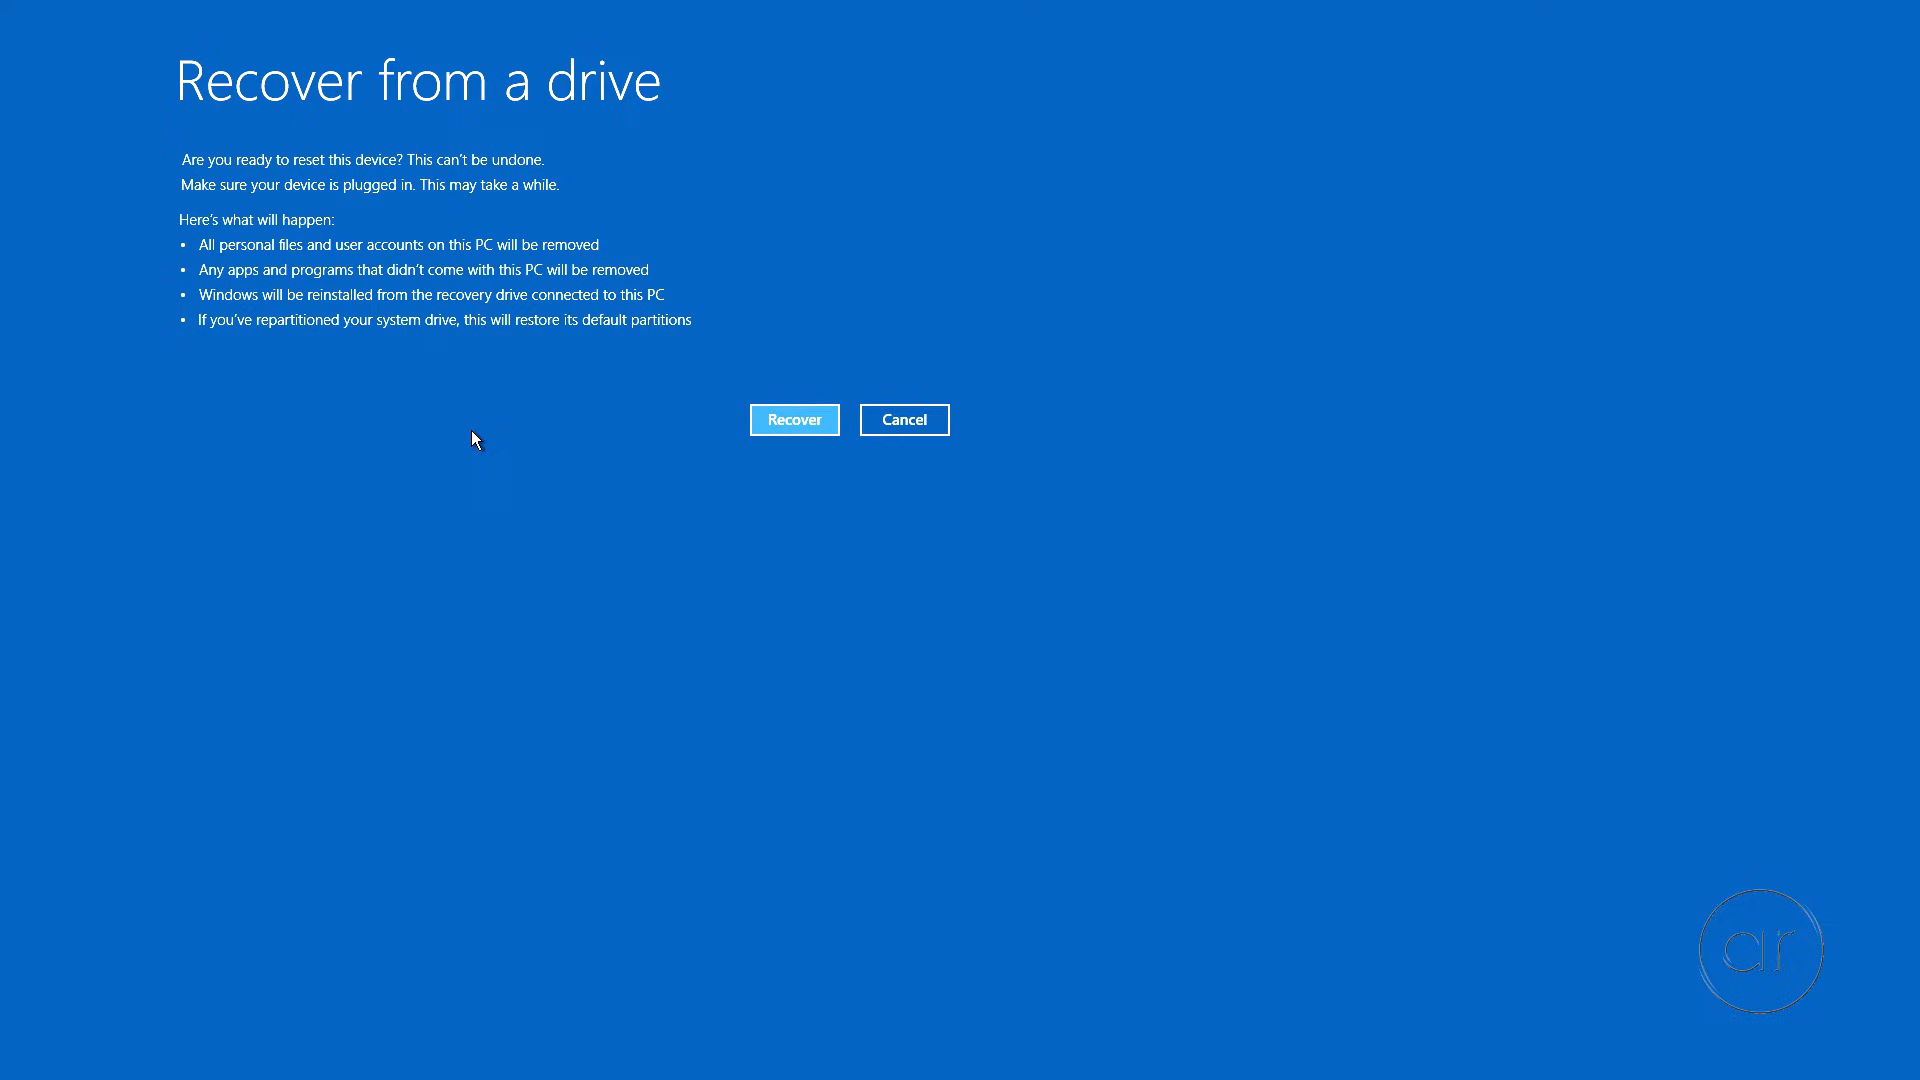 Recover from a drive
Are you ready to reset this device? This can't be undone.
Make sure your device is plugged in. This may take a while.
Here's what will happen:
• All personal files and user accounts on this PC will be removed
• Any apps and programs that didn't come with this PC will be removed
• Windows will be reinstalled from the recovery drive connected to this PC
• If you've repartitioned your system drive, this will restore its default partitions
Recover Cancel
ar